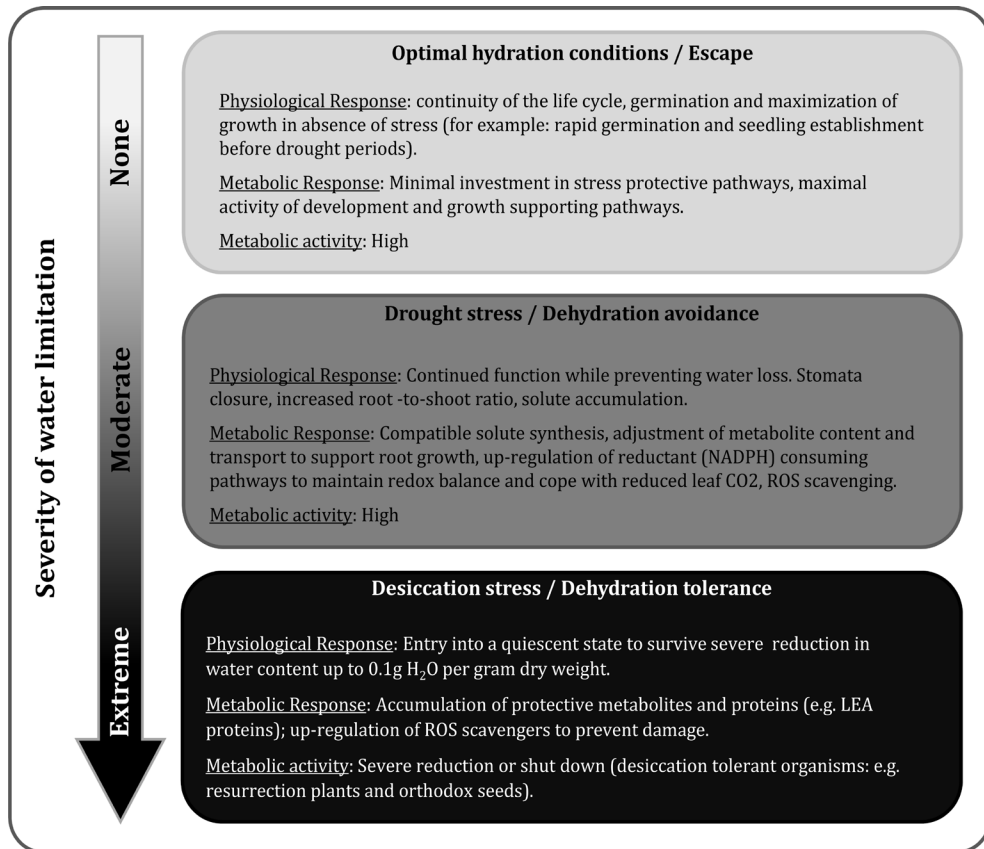 Severity of water limitation
None
Moderate
Extreme
Optimal hydration conditions / Escape
Physiological Response: continuity of the life cycle, germination and maximization of
growth in absence of stress (for example: rapid germination and seedling establishment
before drought periods).
Metabolic Response: Minimal investment in stress protective pathways, maximal
activity of development and growth supporting pathways.
Metabolic activity: High
Drought stress / Dehydration avoidance
Physiological Response: Continued function while preventing water loss. Stomata
closure, increased root -to-shoot ratio, solute accumulation.
Metabolic Response: Compatible solute synthesis, adjustment of metabolite content and
transport to support root growth, up-regulation of reductant (NADPH) consuming
pathways to maintain redox balance and cope with reduced leaf CO2, ROS scavenging.
Metabolic activity: High
Desiccation stress / Dehydration tolerance
Physiological Response: Entry into a quiescent state to survive severe reduction in
water content up to 0.1g H₂O per gram dry weight.
Metabolic Response: Accumulation of protective metabolites and proteins (e.g. LEA
proteins); up-regulation of ROS scavengers to prevent damage.
Metabolic activity: Severe reduction or shut down (desiccation tolerant organisms: e.g.
resurrection plants and orthodox seeds).